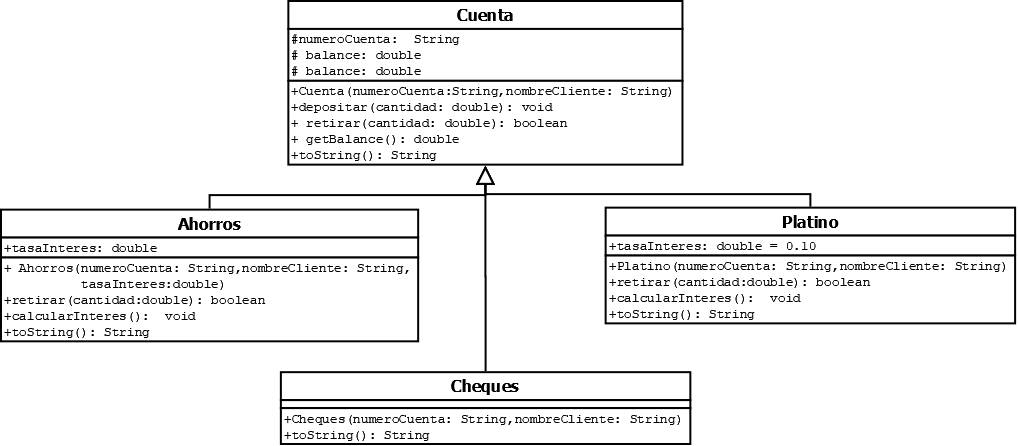 Cuenta
#numeroCuenta:  String
# balance: double
# balance: double
+Cuenta(numeroCuenta:String,nombreCliente: String)
+depositar(cantidad: double): void
+ retirar(cantidad: double): boolean
+ getBalance(): double
+toString(): String
Ahorros
+tasaInteres: double
+ Ahorros(numeroCuenta: String,nombreCliente: String,
tasaInteres:double)
+retirar(cantidad:double): boolean
+calcularInteres():  void
+toString(): String
Platino
+tasaInteres: double = 0.10
+Platino(numeroCuenta: String,nombreCliente: String)
+retirar(cantidad:double): boolean
+calcularInteres():  void
+toString(): String
Cheques
+Cheques(numeroCuenta: String,nombreCliente: String)
+toString(): String